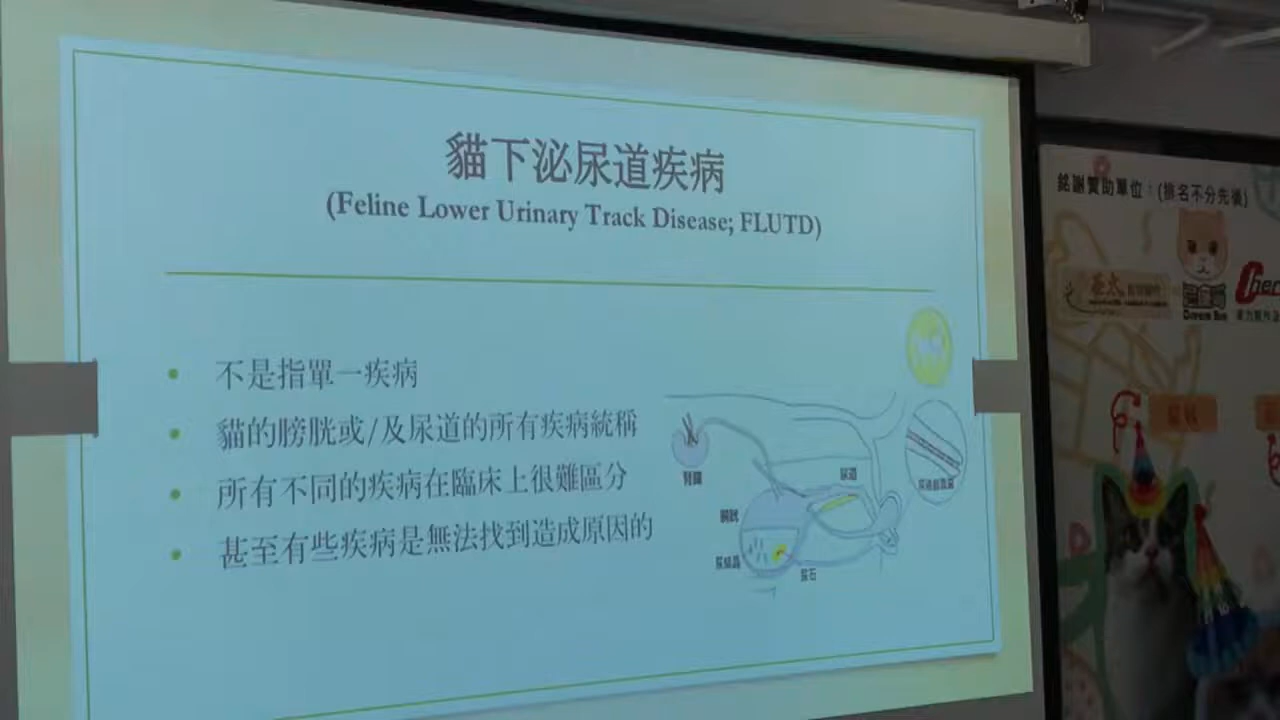 貓下泌尿道疾病
(Feline Lower Urinary Track Disease; FLUTD)
不是指單一疾病
貓的膀胱或/及尿道的所有疾病統稱
所有不同的疾病在臨床上很難區分
甚至有些疾病是無法找到造成原因的
腎臟
尿道
膀胱
尿結晶
尿石
銘謝贊助單位：(排名不分先後)